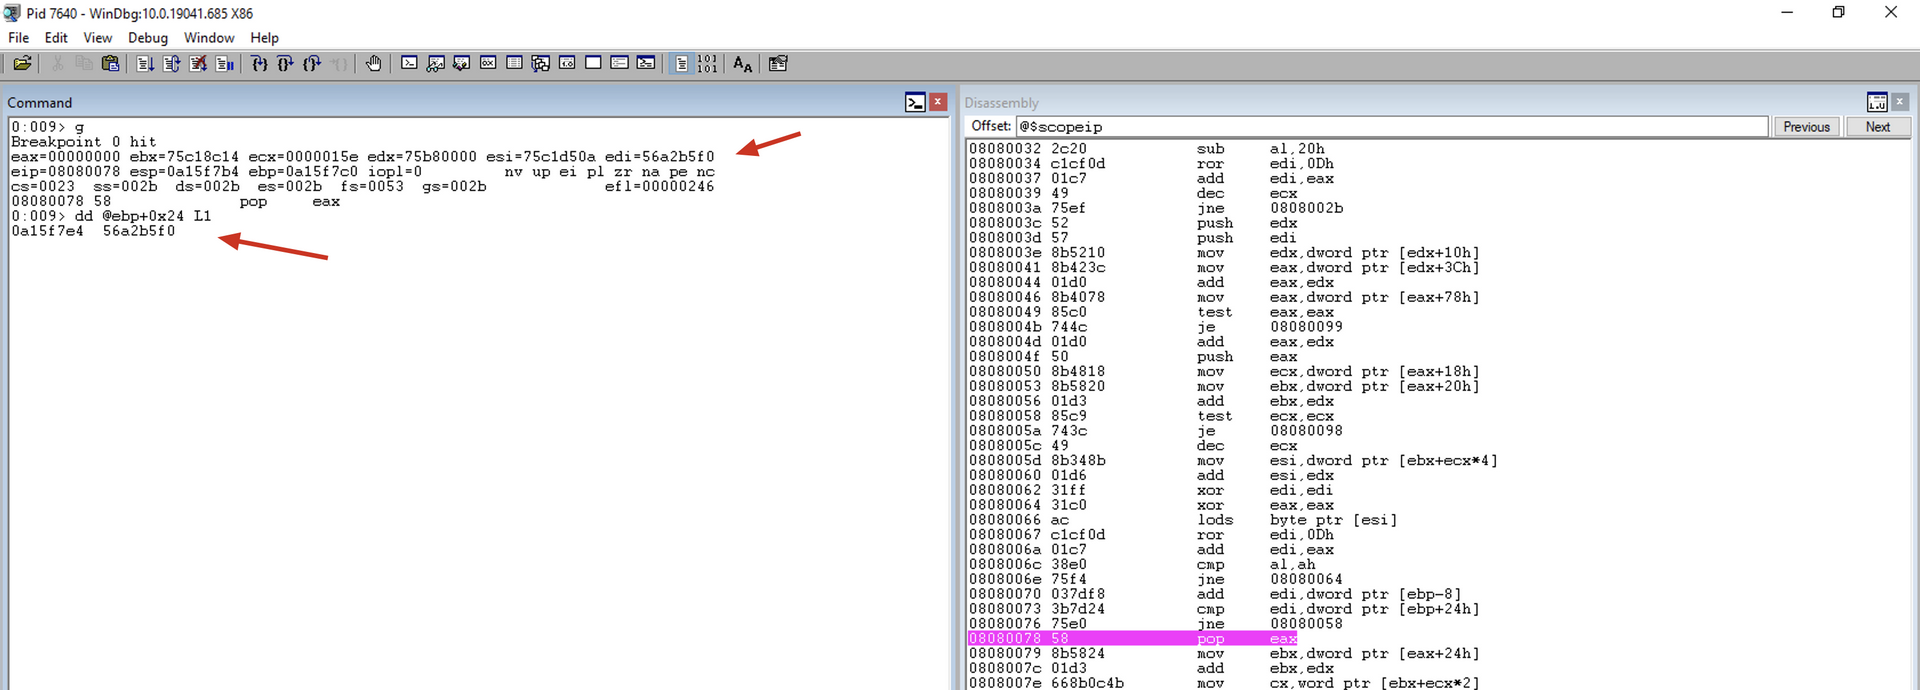 Pid 7640 - WinDbg:10.0.19041.685 X86
File Edit View Debug Window Help
Command
0:009> g
Breakpoint 0 hit
eax=00000000 ebx=75c18c14 ecx=0000015e edx=75b80000 esi=75c1d50a edi=56a2b5f0
eip=08080078 esp=0a15f7b4 ebp=0a15f7c0 iopl=0 nv up ei pl zr na pe nc
cs=0023 ss=002b ds=002b es=002b fs=0053 gs=002b efl=00000246
08080078 58 pop eax
0:009> dd @ebp+0x24 L1
0a15f7e4 56a2b5f0
Disassembly
Offset: @$scopeip Previous Next
08080032 2c20 sub al,20h
08080034 c1cf0d ror edi,0Dh
08080037 01c7 add edi,eax
08080039 49 dec ecx
0808003a 75ef jne 0808002b
0808003c 52 push edx
0808003d 57 push edi
0808003e 8b5210 mov edx,dword ptr [edx+10h]
08080041 8b423c mov eax,dword ptr [edx+3Ch]
08080044 01d0 add eax,edx
08080046 8b4078 mov eax,dword ptr [eax+78h]
08080049 85c0 test eax,eax
0808004b 744c je 08080099
0808004d 01d0 add eax,edx
0808004f 50 push eax
08080050 8b4818 mov ecx,dword ptr [eax+18h]
08080053 8b5820 mov ebx,dword ptr [eax+20h]
08080056 01d3 add ebx,edx
08080058 85c9 test ecx,ecx
0808005a 743c je 08080098
0808005c 49 dec ecx
0808005d 8b348b mov esi,dword ptr [ebx+ecx*4]
08080060 01d6 add esi,edx
08080062 31ff xor edi,edi
08080064 31c0 xor eax,eax
08080066 ac lods byte ptr [esi]
08080067 c1cf0d ror edi,0Dh
0808006a 01c7 add edi,eax
0808006c 38e0 cmp al,ah
0808006e 75f4 jne 08080064
08080070 037df8 add edi,dword ptr [ebp-8]
08080073 3b7d24 cmp edi,dword ptr [ebp+24h]
08080076 75e0 jne 08080058
08080078 58 pop eax
08080079 8b5824 mov ebx,dword ptr [eax+24h]
0808007c 01d3 add ebx,edx
0808007e 668b0c4b mov cx,word ptr [ebx+ecx*2]